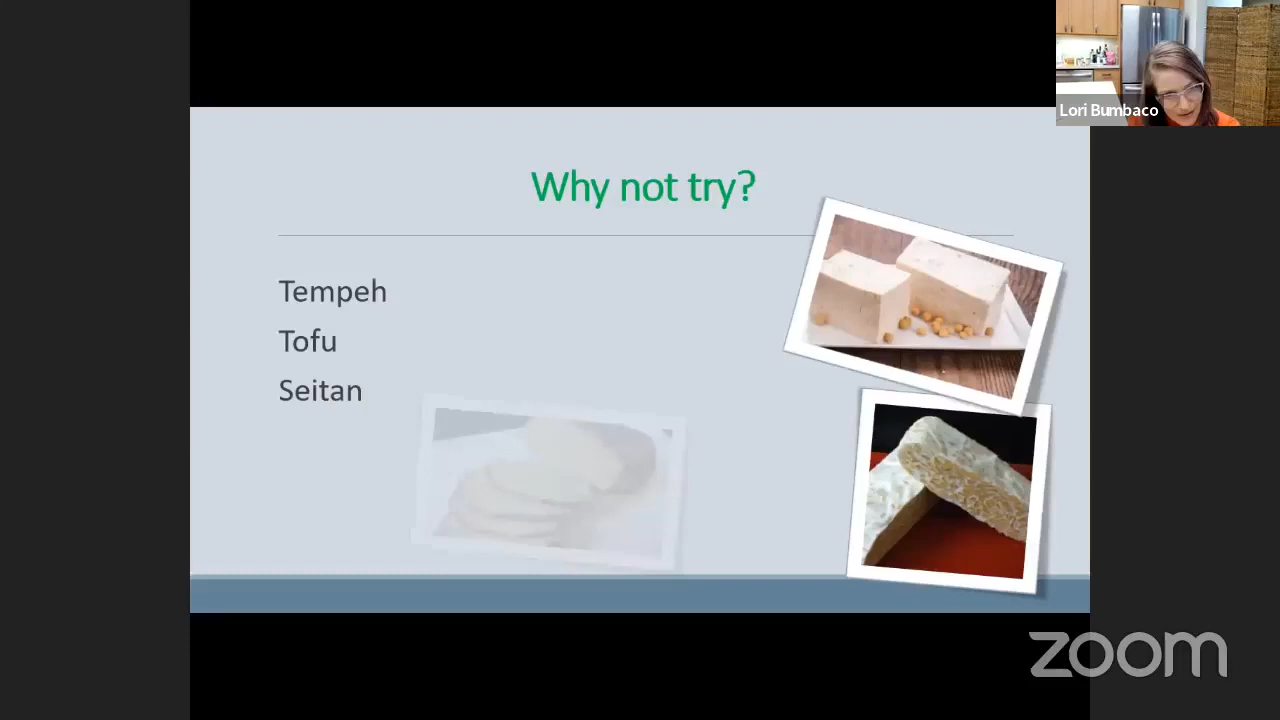 Lori Bumbaco
Why not try?
Tempeh
Tofu
Seitan
zoom